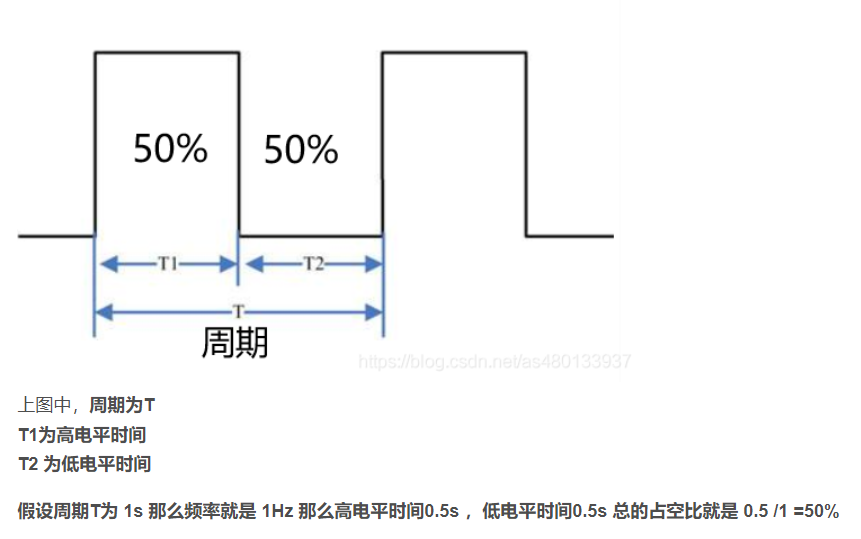 50% 50%
T1 T2
T
周期
https://blog.csdn.net/as480133937
上图中，周期为T
T1为高电平时间
T2 为低电平时间
假设周期T为 1s 那么频率就是 1Hz 那么高电平时间0.5s ，低电平时间0.5s 总的占空比就是 0.5 /1 =50%